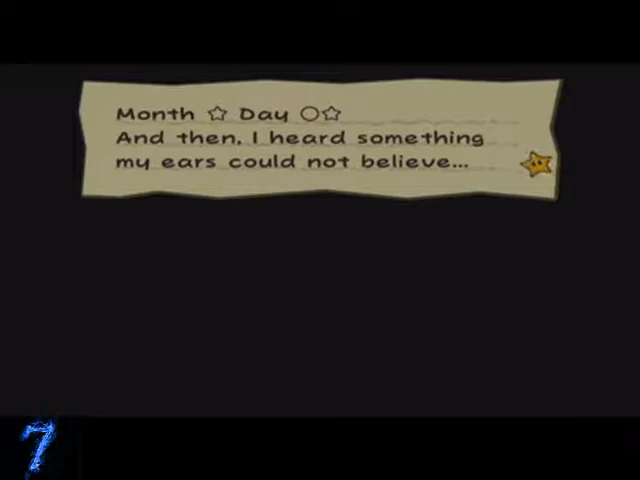 Month ☆ Day ○☆
And then, I heard something
my ears could not believe...
7